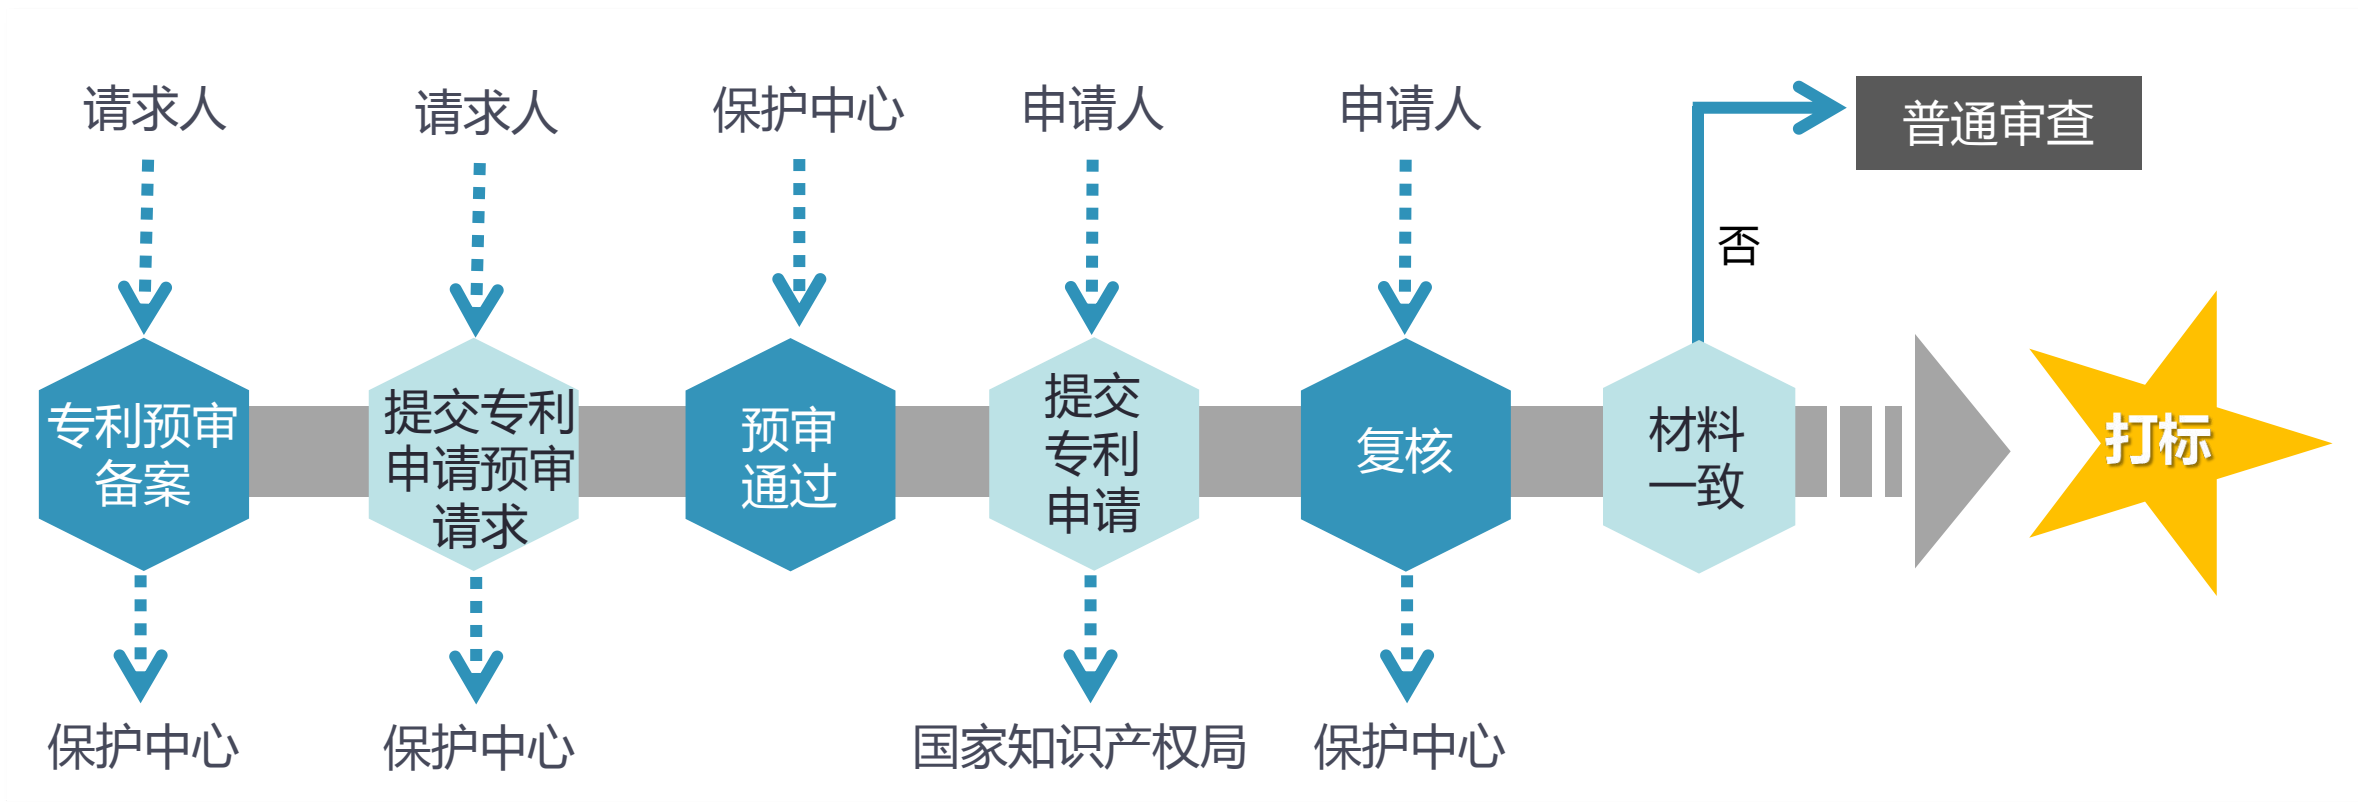 请求人
请求人
保护中心
申请人
申请人
普通审查
否
专利预审
备案
提交专利
申请预审
请求
预审
通过
提交
专利
申请
复核
材料
一致
打标
保护中心
保护中心
国家知识产权局
保护中心